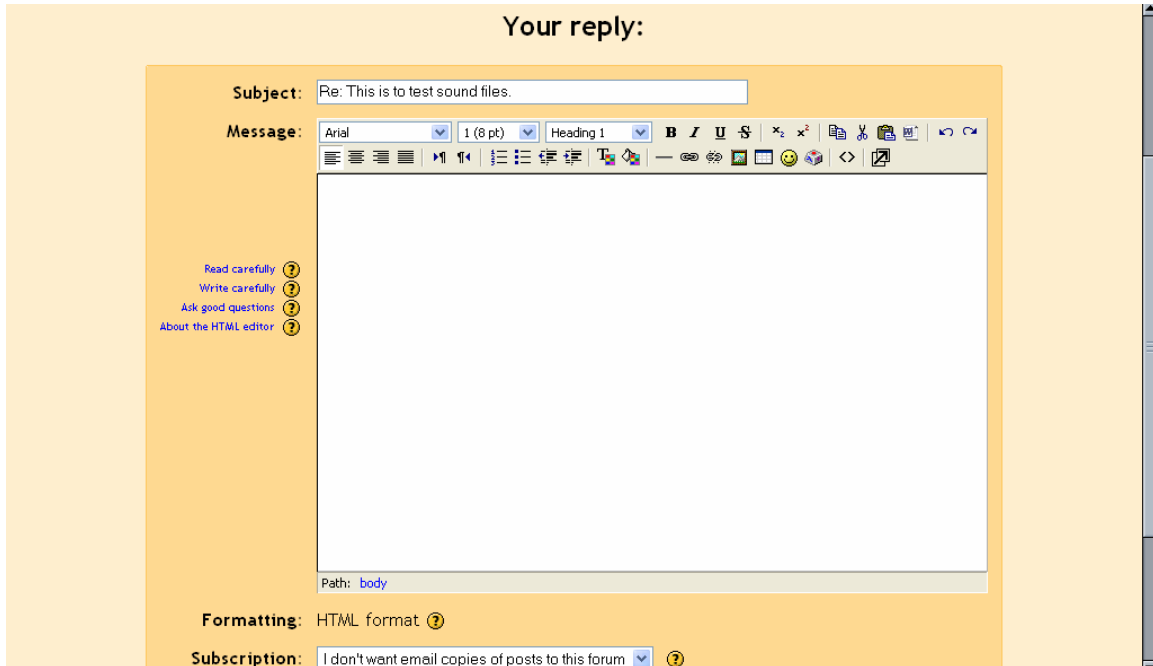 Your reply:
Subject: Re: This is to test sound files.
Message: Arial 1 (8 pt) Heading 1 B I U S x₂ x²
Read carefully ?
Write carefully ?
Ask good questions ?
About the HTML editor ?
Path: body
Formatting: HTML format ?
Subscription: I don't want email copies of posts to this forum ?